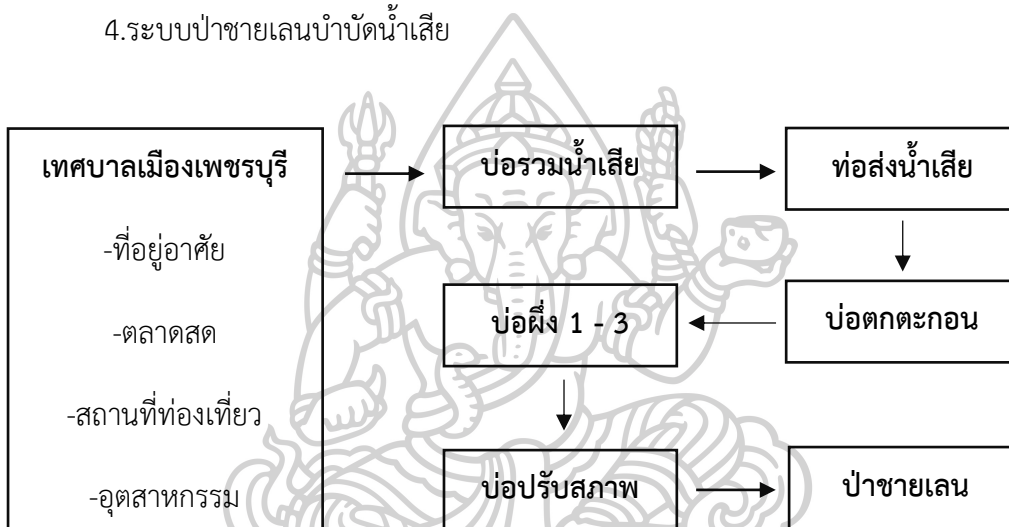 4.ระบบป่าชายเลนบำบัดน้ำเสีย
เทศบาลเมืองเพชรบุรี
-ที่อยู่อาศัย
-ตลาดสด
-สถานที่ท่องเที่ยว
-อุตสาหกรรม
บ่อรวมน้ำเสีย
ท่อส่งน้ำเสีย
บ่อตกตะกอน
บ่อผึ่ง 1 - 3
บ่อปรับสภาพ
ป่าชายเลน